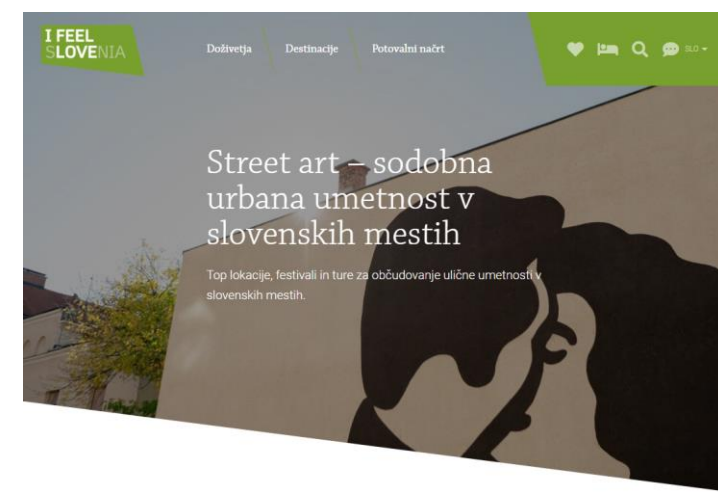 I FEEL
SLOVENIA
Doživetja Destinacije Potovalni načrt SLO
Street art – sodobna
urbana umetnost v
slovenskih mestih
Top lokacije, festivali in ture za občudovanje ulične umetnosti v
slovenskih mestih.